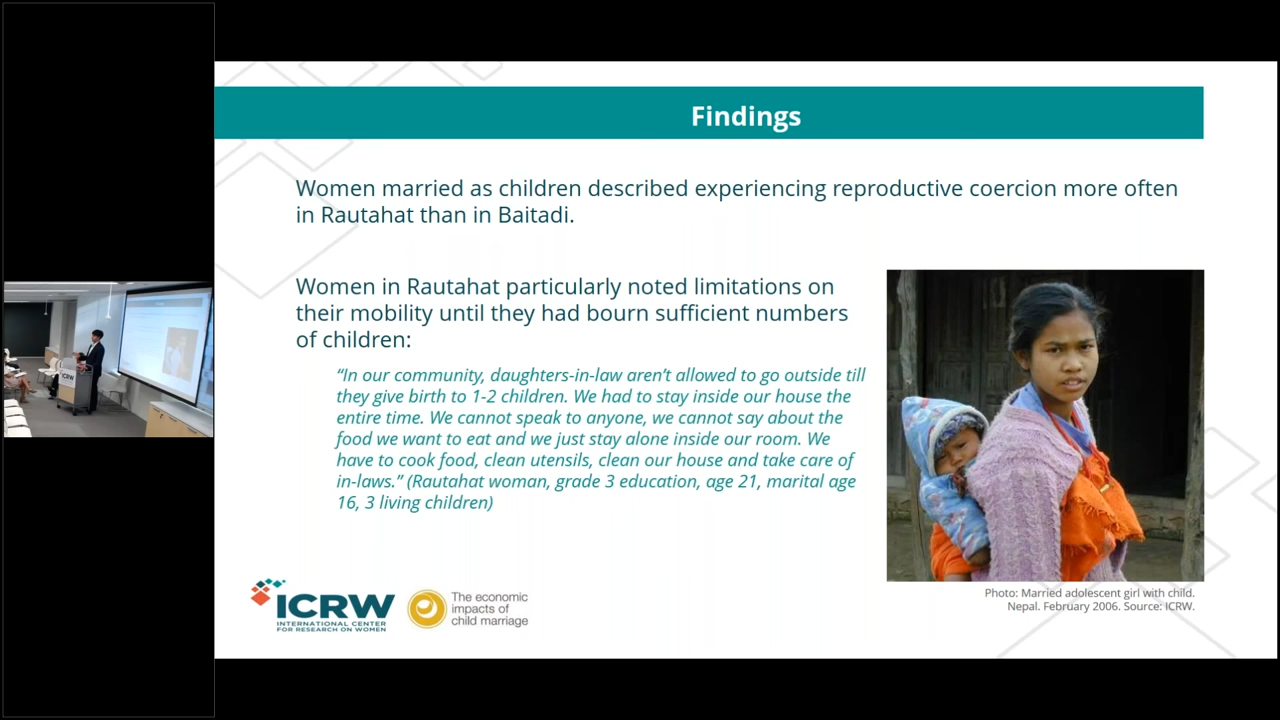 Findings
Women married as children described experiencing reproductive coercion more often
in Rautahat than in Baitadi.
Women in Rautahat particularly noted limitations on
their mobility until they had bourn sufficient numbers
of children:
“In our community, daughters-in-law aren’t allowed to go outside till
they give birth to 1-2 children. We had to stay inside our house the
entire time. We cannot speak to anyone, we cannot say about the
food we want to eat and we just stay alone inside our room. We
have to cook food, clean utensils, clean our house and take care of
in-laws.” (Rautahat woman, grade 3 education, age 21, marital age
16, 3 living children)
Photo: Married adolescent girl with child.
Nepal. February 2006. Source: ICRW.
ICRW
INTERNATIONAL CENTER
FOR RESEARCH ON WOMEN
The economic
impacts of
child marriage
ICRW